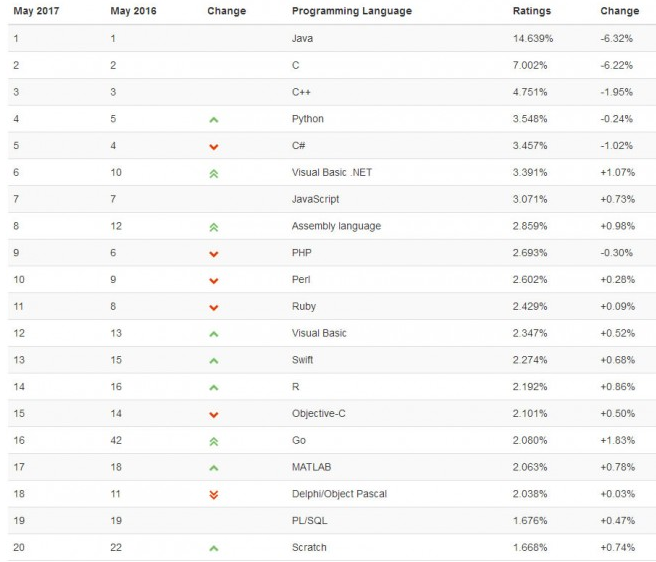 May 2017 May 2016 Change Programming Language Ratings Change
1 1 Java 14.639% -6.32%
2 2 C 7.002% -6.22%
3 3 C++ 4.751% -1.95%
4 5 Python 3.548% -0.24%
5 4 C# 3.457% -1.02%
6 10 Visual Basic .NET 3.391% +1.07%
7 7 JavaScript 3.071% +0.73%
8 12 Assembly language 2.859% +0.98%
9 6 PHP 2.693% -0.30%
10 9 Perl 2.602% +0.28%
11 8 Ruby 2.429% +0.09%
12 13 Visual Basic 2.347% +0.52%
13 15 Swift 2.274% +0.68%
14 16 R 2.192% +0.86%
15 14 Objective-C 2.101% +0.50%
16 42 Go 2.080% +1.83%
17 18 MATLAB 2.063% +0.78%
18 11 Delphi/Object Pascal 2.038% +0.03%
19 19 PL/SQL 1.676% +0.47%
20 22 Scratch 1.668% +0.74%